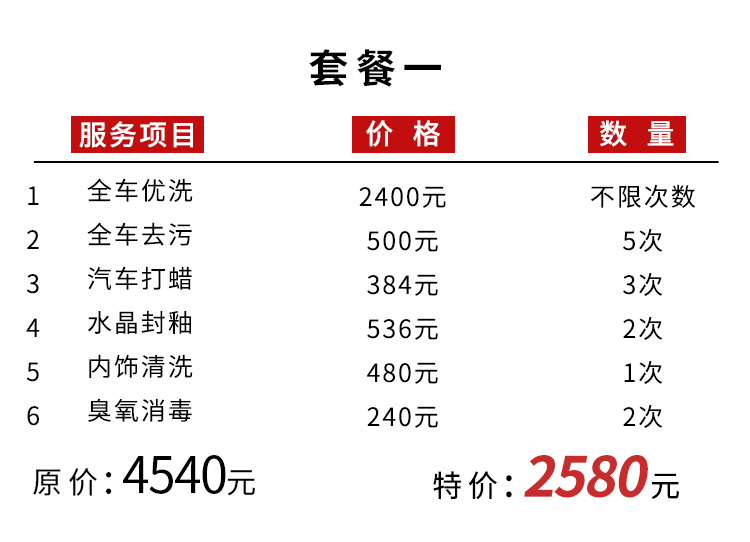 套餐一
服务项目 价格 数量
1 全车优洗 2400元 不限次数
2 全车去污 500元 5次
3 汽车打蜡 384元 3次
4 水晶封釉 536元 2次
5 内饰清洗 480元 1次
6 臭氧消毒 240元 2次
原价：4540元 特价：2580元